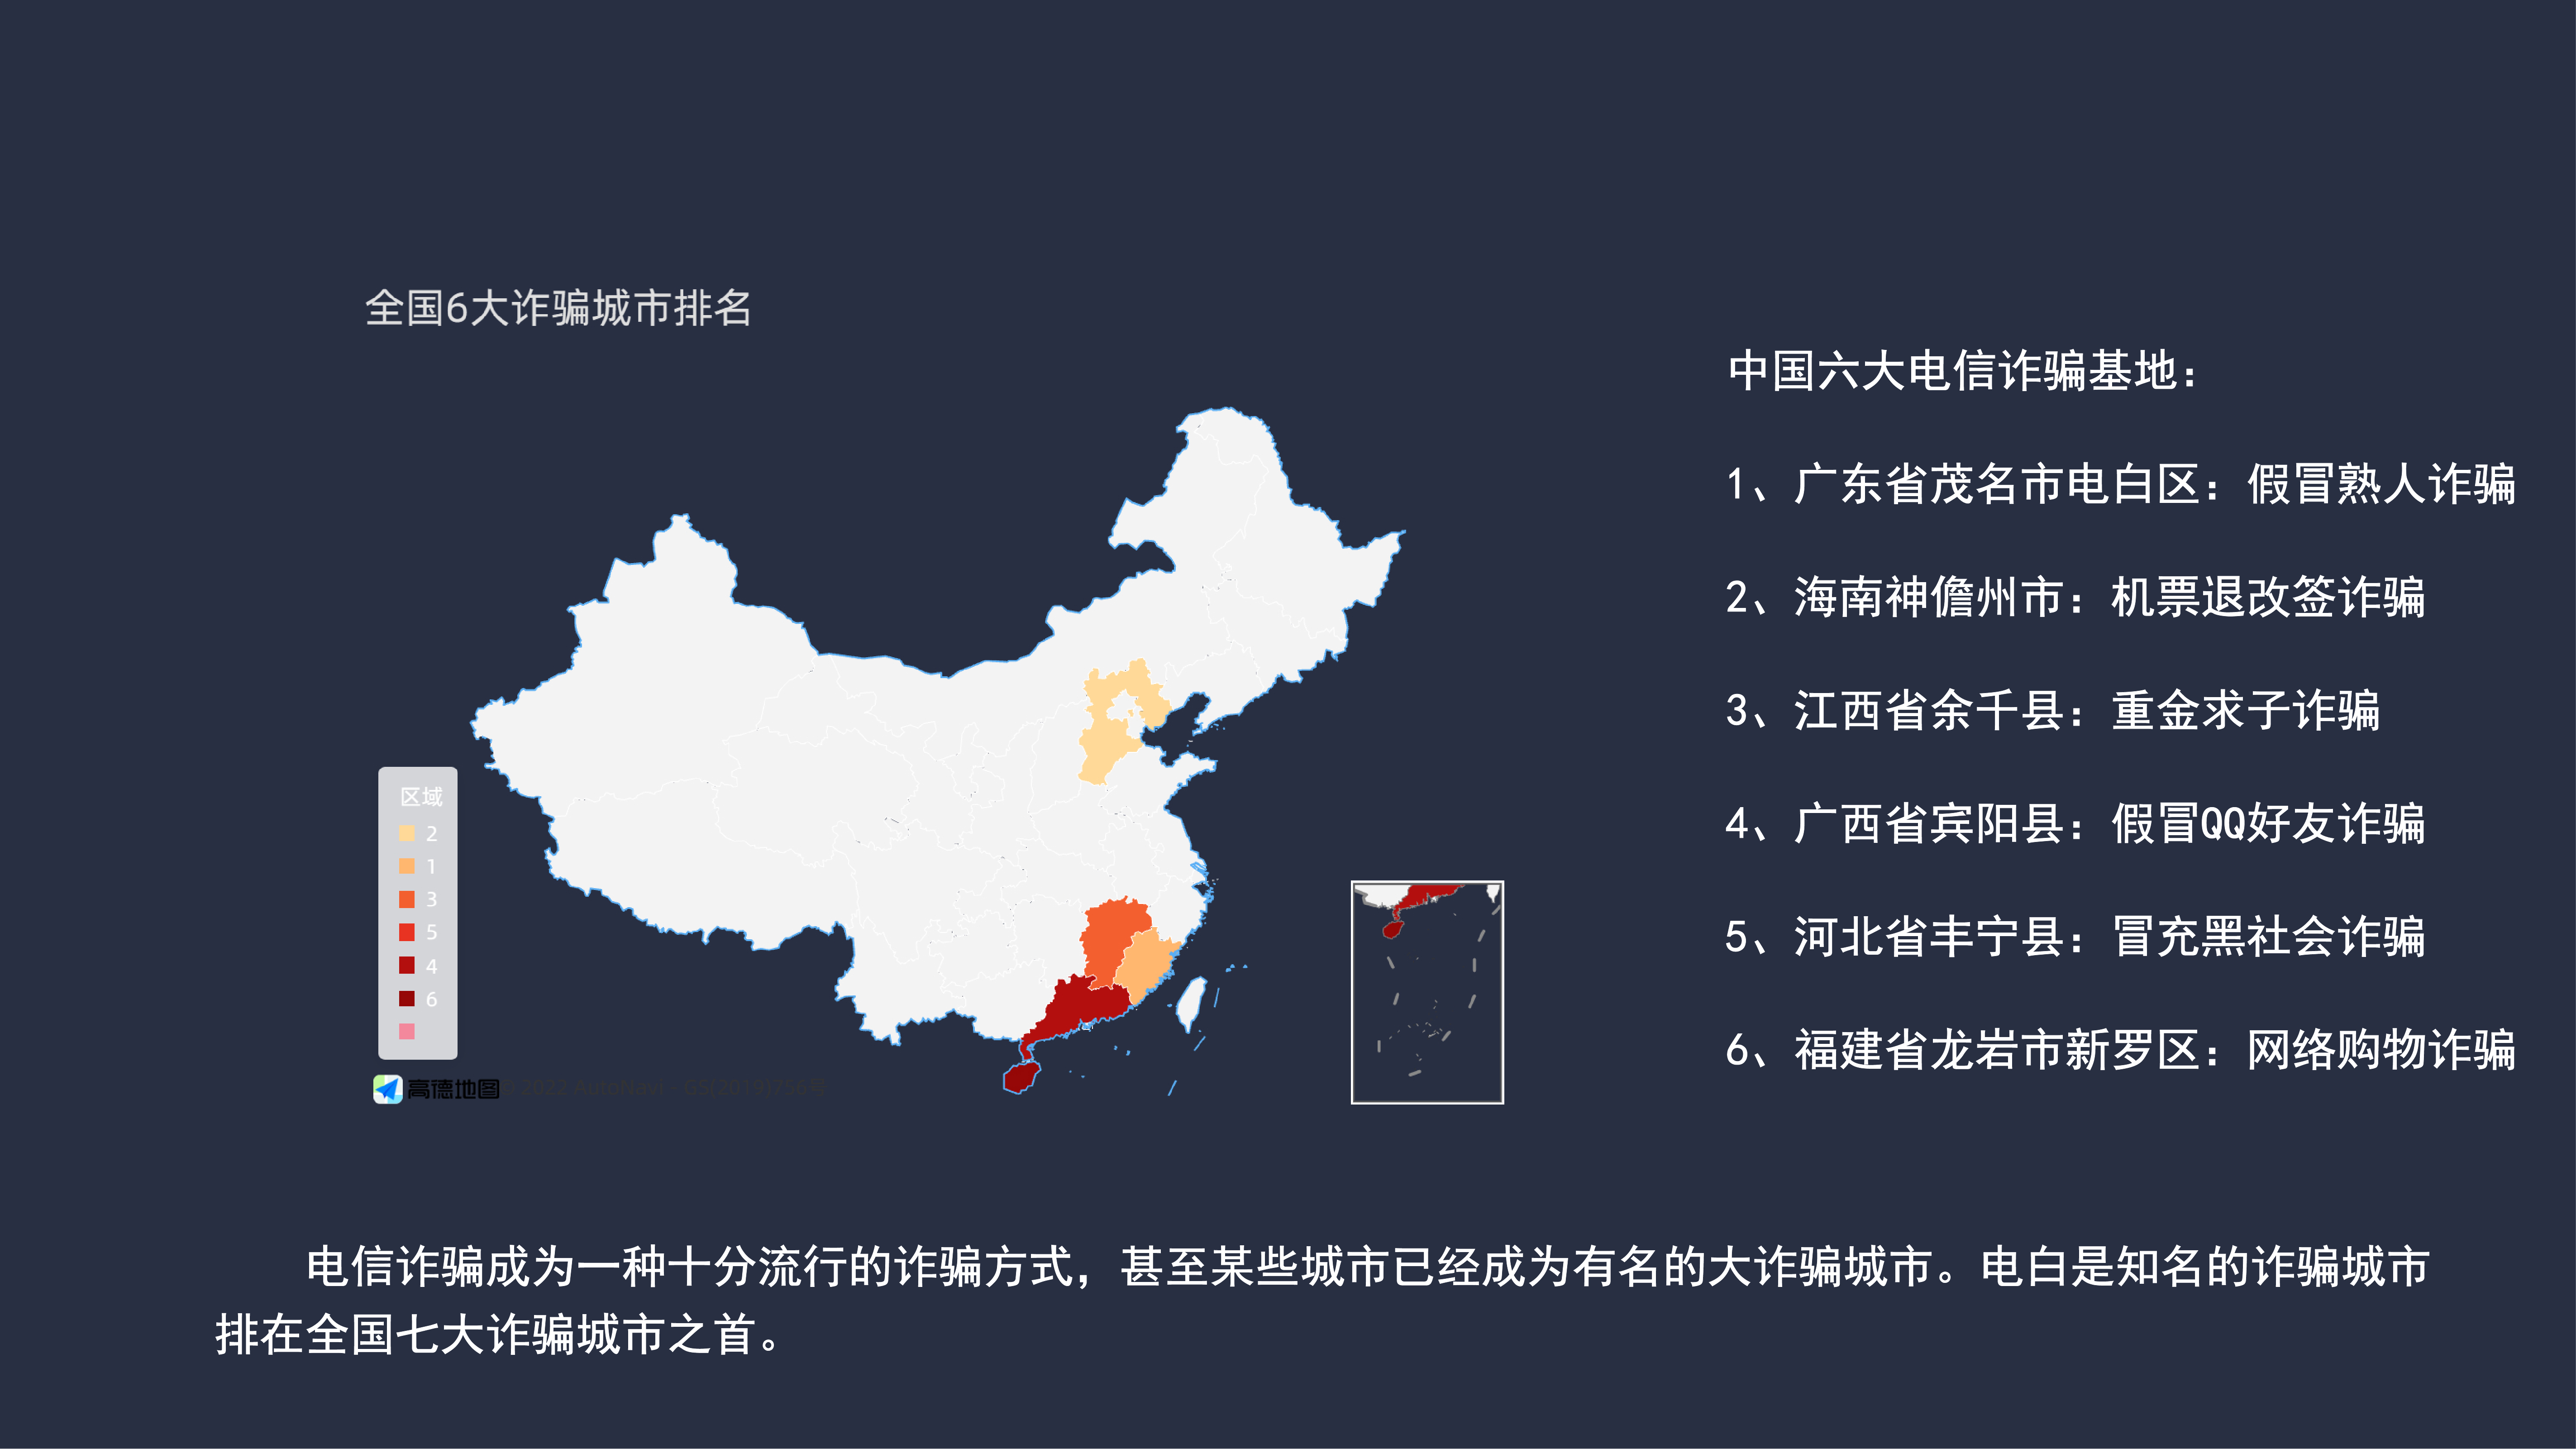 全国6大诈骗城市排名
中国六大电信诈骗基地：
1、广东省茂名市电白区：假冒熟人诈骗
2、海南神儋州市：机票退改签诈骗
3、江西省余千县：重金求子诈骗
4、广西省宾阳县：假冒QQ好友诈骗
5、河北省丰宁县：冒充黑社会诈骗
6、福建省龙岩市新罗区：网络购物诈骗
区域
2
1
3
5
4
6
高德地图 © 2022 AutoNavi - GS(2019)756号
电信诈骗成为一种十分流行的诈骗方式，甚至某些城市已经成为有名的大诈骗城市。电白是知名的诈骗城市
排在全国七大诈骗城市之首。